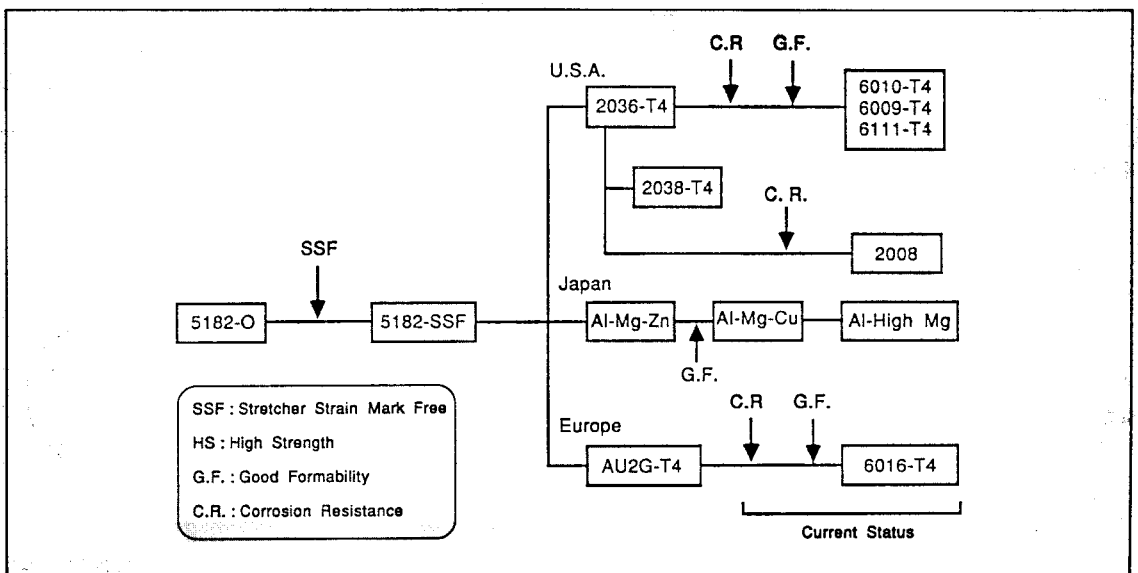 C.R G.F.
U.S.A.
2036-T4
6010-T4
6009-T4
6111-T4
2038-T4
C. R.
2008
SSF
Japan
5182-O
5182-SSF
Al-Mg-Zn
Al-Mg-Cu
Al-High Mg
G.F.
SSF : Stretcher Strain Mark Free
HS : High Strength
G.F. : Good Formability
C.R. : Corrosion Resistance
C.R G.F.
Europe
AU2G-T4
6016-T4
Current Status